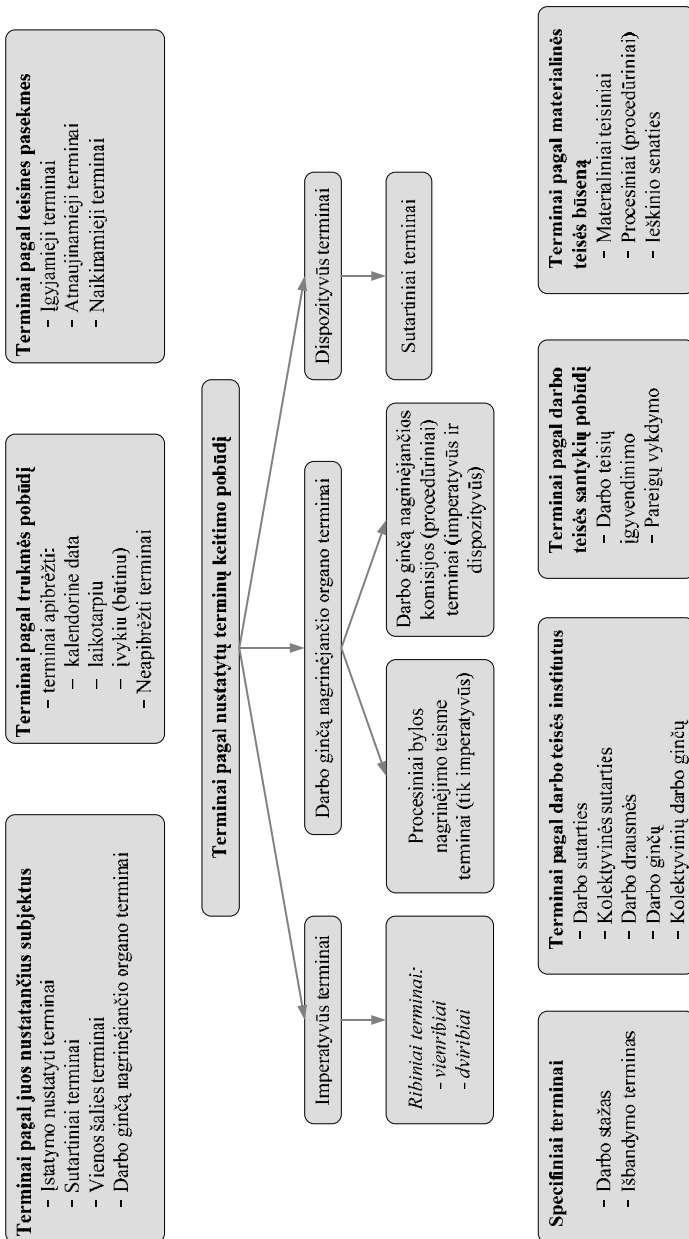 Terminai pagal juos nustatančius subjektus
- Įstatymo nustatyti terminai
- Sutartiniai terminai
- Vienos šalies terminai
- Darbo ginčą nagrinėjančio organo terminai
Terminai pagal trukmės pobūdį
- terminai apibrėžti:
- kalendorine data
- laikotarpiu
- įvykiu (būtinu)
- Neapibrėžti terminai
Terminai pagal teisines pasekmes
- Įgyjamieji terminai
- Atnaujinamieji terminai
- Naikinamieji terminai
Terminai pagal nustatytų terminų keitimo pobūdį
Imperatyvūs terminai
Darbo ginčą nagrinėjančio organo terminai
Dispozityvūs terminai
Ribiniai terminai:
- vienribiai
- dviribiai
Procesiniai bylos
nagrinėjimo teisme
terminai (tik imperatyvūs)
Darbo ginčą nagrinėjančios
komisijos (procedūriniai)
terminai (imperatyvūs ir
dispozityvūs)
Sutartiniai terminai
Specifiniai terminai
- Darbo stažas
- Išbandymo terminas
Terminai pagal darbo teisės institutus
- Darbo sutarties
- Kolektyvinės sutarties
- Darbo drausmės
- Darbo ginčų
- Kolektyvinių darbo ginčų
Terminai pagal darbo
teisės santykių pobūdį
- Darbo teisių
įgyvendinimo
- Pareigų vykdymo
Terminai pagal materialinės
teisės būseną
- Materialiniai teisiniai
- Procesiniai (procedūriniai)
- Ieškinio senaties